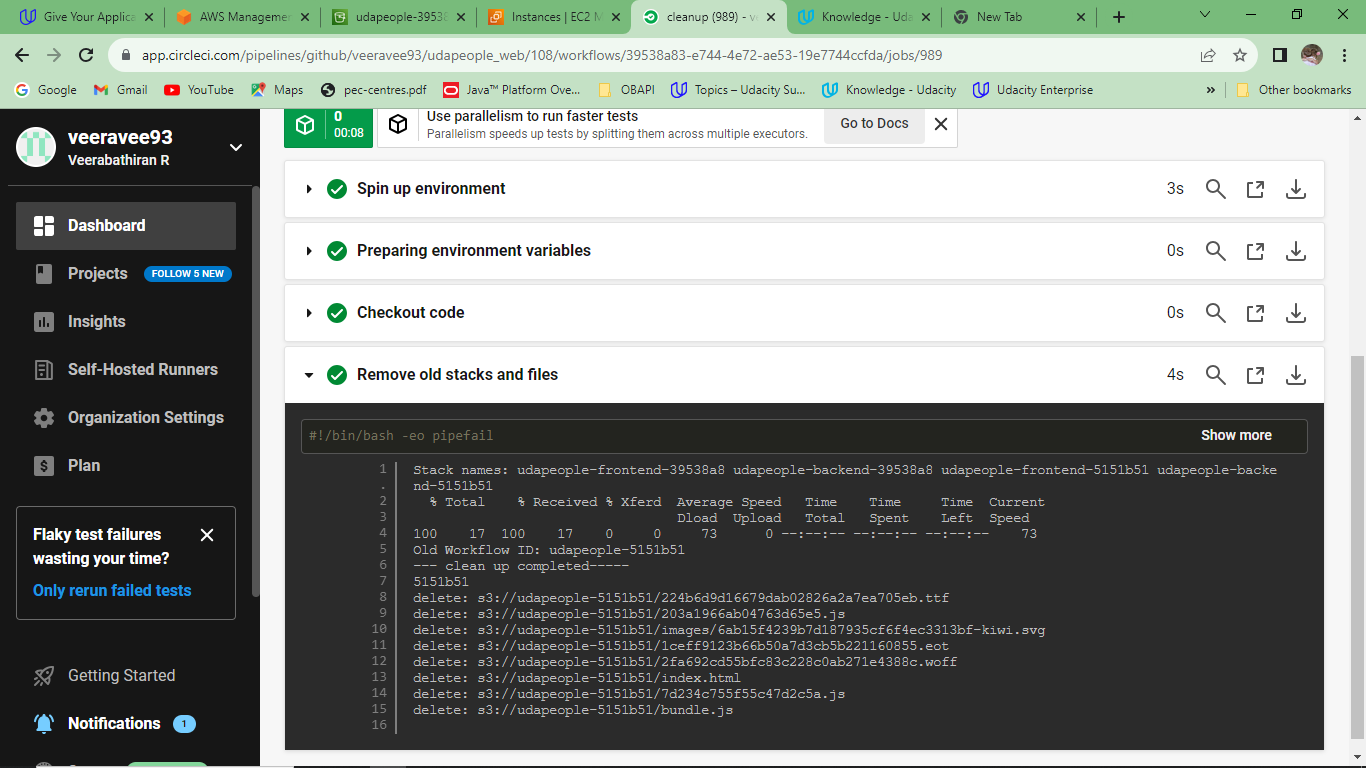 Give Your Applica
AWS Managemen
udapeople-39538
Instances | EC2 M
cleanup (989) - ve
Knowledge - Uda
New Tab
app.circleci.com/pipelines/github/veeravee93/udapeople_web/108/workflows/39538a83-e744-4e72-ae53-19e7744ccfda/jobs/989
Google
Gmail
YouTube
Maps
pec-centres.pdf
Java™ Platform Ove...
OBAPI
Topics – Udacity Su...
Knowledge - Udacity
Udacity Enterprise
»
Other bookmarks
veeravee93
Veerabathiran R
Dashboard
Projects
FOLLOW 5 NEW
Insights
Self-Hosted Runners
Organization Settings
Plan
Flaky test failures
wasting your time?
Only rerun failed tests
Getting Started
Notifications
1
0
00:08
Use parallelism to run faster tests
Parallelism speeds up tests by splitting them across multiple executors.
Go to Docs
Spin up environment
3s
Preparing environment variables
0s
Checkout code
0s
Remove old stacks and files
4s
#!/bin/bash -eo pipefail
Show more
1 Stack names: udapeople-frontend-39538a8 udapeople-backend-39538a8 udapeople-frontend-5151b51 udapeople-backe
. nd-5151b51
2 % Total % Received % Xferd Average Speed Time Time Time Current
3 Dload Upload Total Spent Left Speed
4 100 17 100 17 0 0 73 0 --:--:-- --:--:-- --:--:-- 73
5 Old Workflow ID: udapeople-5151b51
6 --- clean up completed-----
7 5151b51
8 delete: s3://udapeople-5151b51/224b6d9d16679dab02826a2a7ea705eb.ttf
9 delete: s3://udapeople-5151b51/203a1966ab04763d65e5.js
10 delete: s3://udapeople-5151b51/images/6ab15f4239b7d187935cf6f4ec3313bf-kiwi.svg
11 delete: s3://udapeople-5151b51/1ceff9123b66b50a7d3cb5b221160855.eot
12 delete: s3://udapeople-5151b51/2fa692cd55bfc83c228c0ab271e4388c.woff
13 delete: s3://udapeople-5151b51/index.html
14 delete: s3://udapeople-5151b51/7d234c755f55c47d2c5a.js
15 delete: s3://udapeople-5151b51/bundle.js
16